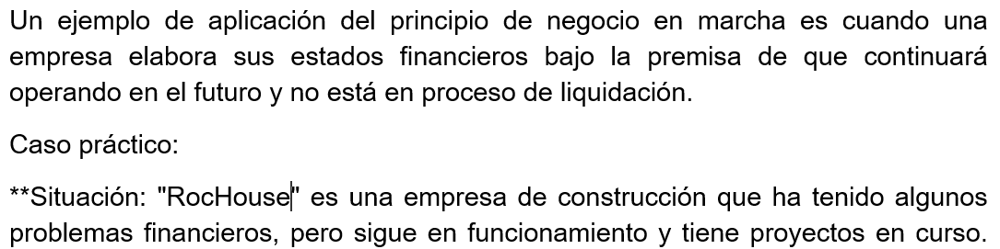 Un ejemplo de aplicación del principio de negocio en marcha es cuando una
empresa elabora sus estados financieros bajo la premisa de que continuará
operando en el futuro y no está en proceso de liquidación.
Caso práctico:
**Situación: "RocHouse" es una empresa de construcción que ha tenido algunos
problemas financieros, pero sigue en funcionamiento y tiene proyectos en curso.